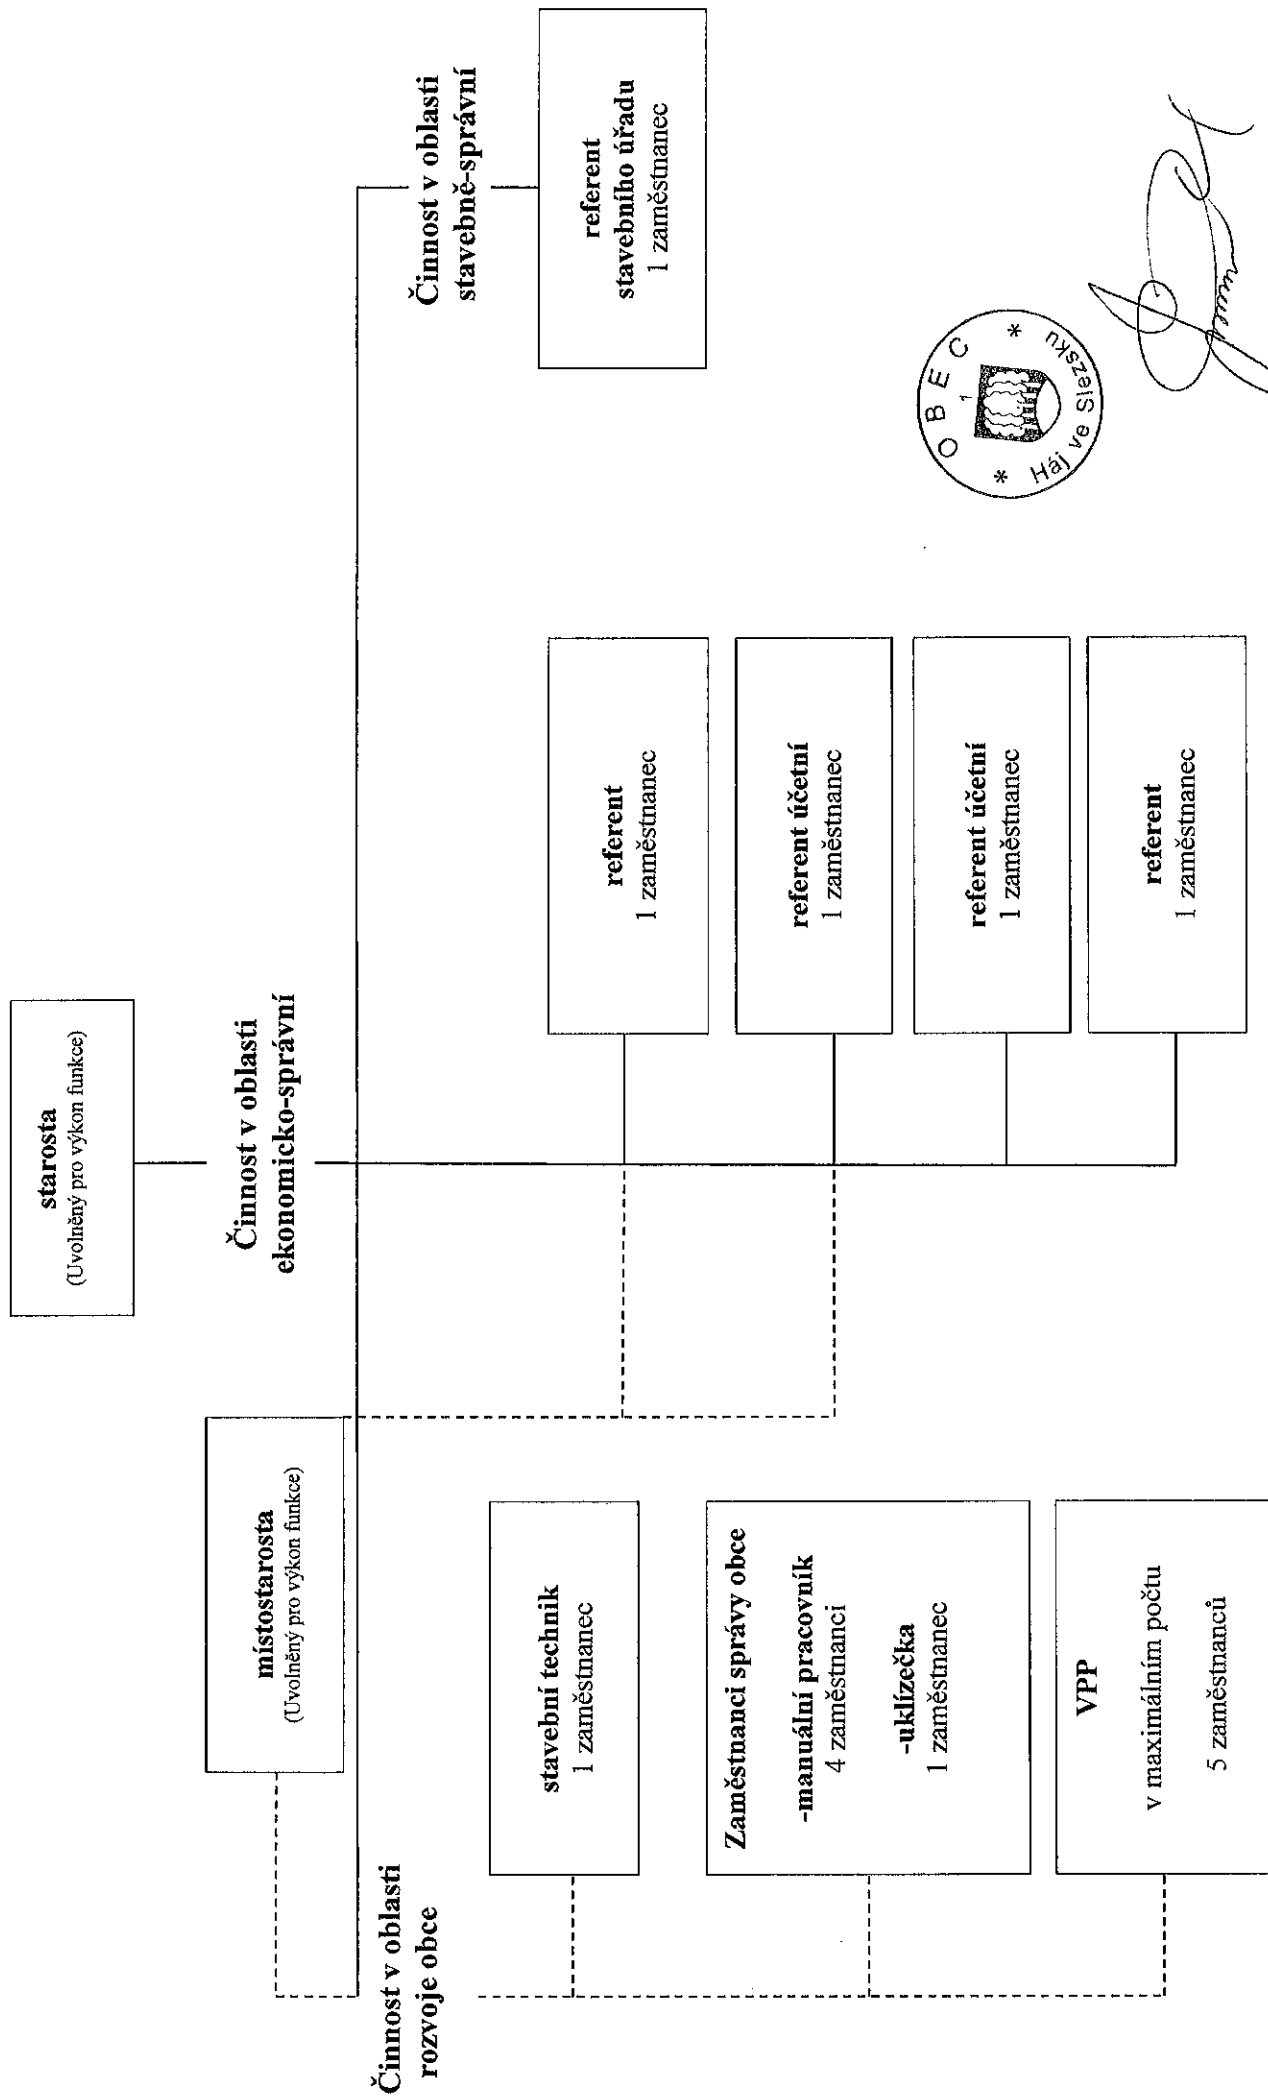 starosta
(Uvolněný pro výkon funkce)
místostarosta
(Uvolněný pro výkon funkce)
Činnost v oblasti
ekonomicko-správní
Činnost v oblasti
rozvoje obce
Činnost v oblasti
stavebně-správní
stavební technik
1 zaměstnanec
Zaměstnanci správy obce
-manuální pracovník
4 zaměstnanci
-uklízečka
1 zaměstnanec
VPP
v maximálním počtu
5 zaměstnanců
referent
1 zaměstnanec
referent účetní
1 zaměstnanec
referent účetní
1 zaměstnanec
referent
1 zaměstnanec
referent
stavebního úřadu
1 zaměstnanec
OBEC
1
* Háj ve Slezsku *